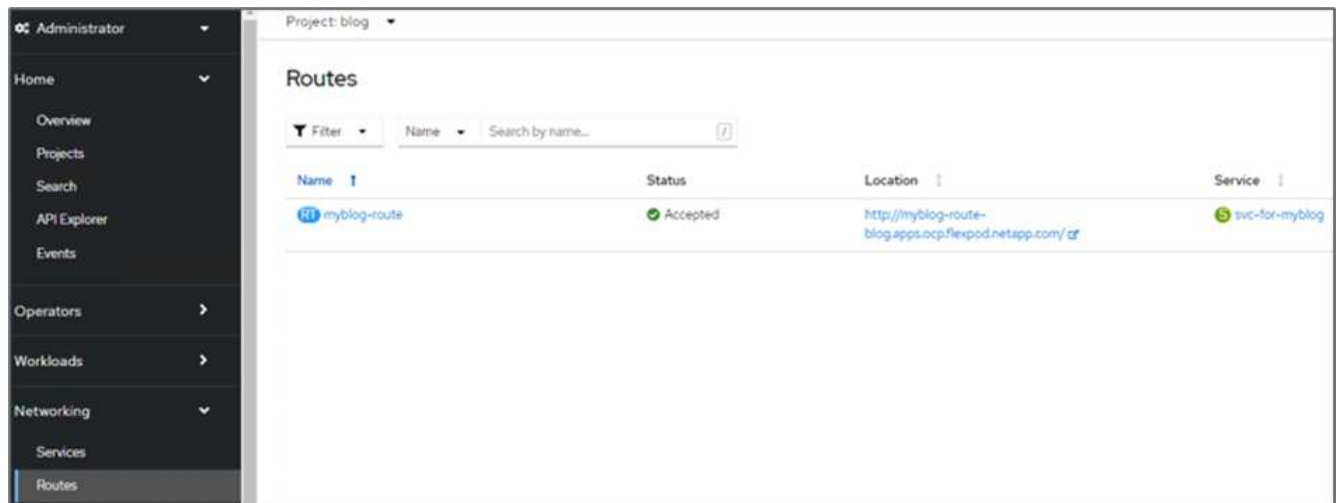 Administrator
Project: blog
Home
Overview
Projects
Search
API Explorer
Events
Operators
Workloads
Networking
Services
Routes
Routes
Filter Name Search by name... /
Name Status Location Service
RT myblog-route Accepted http://myblog-route- S svc-for-myblog
blog.apps.ocp.flexpod.netapp.com/